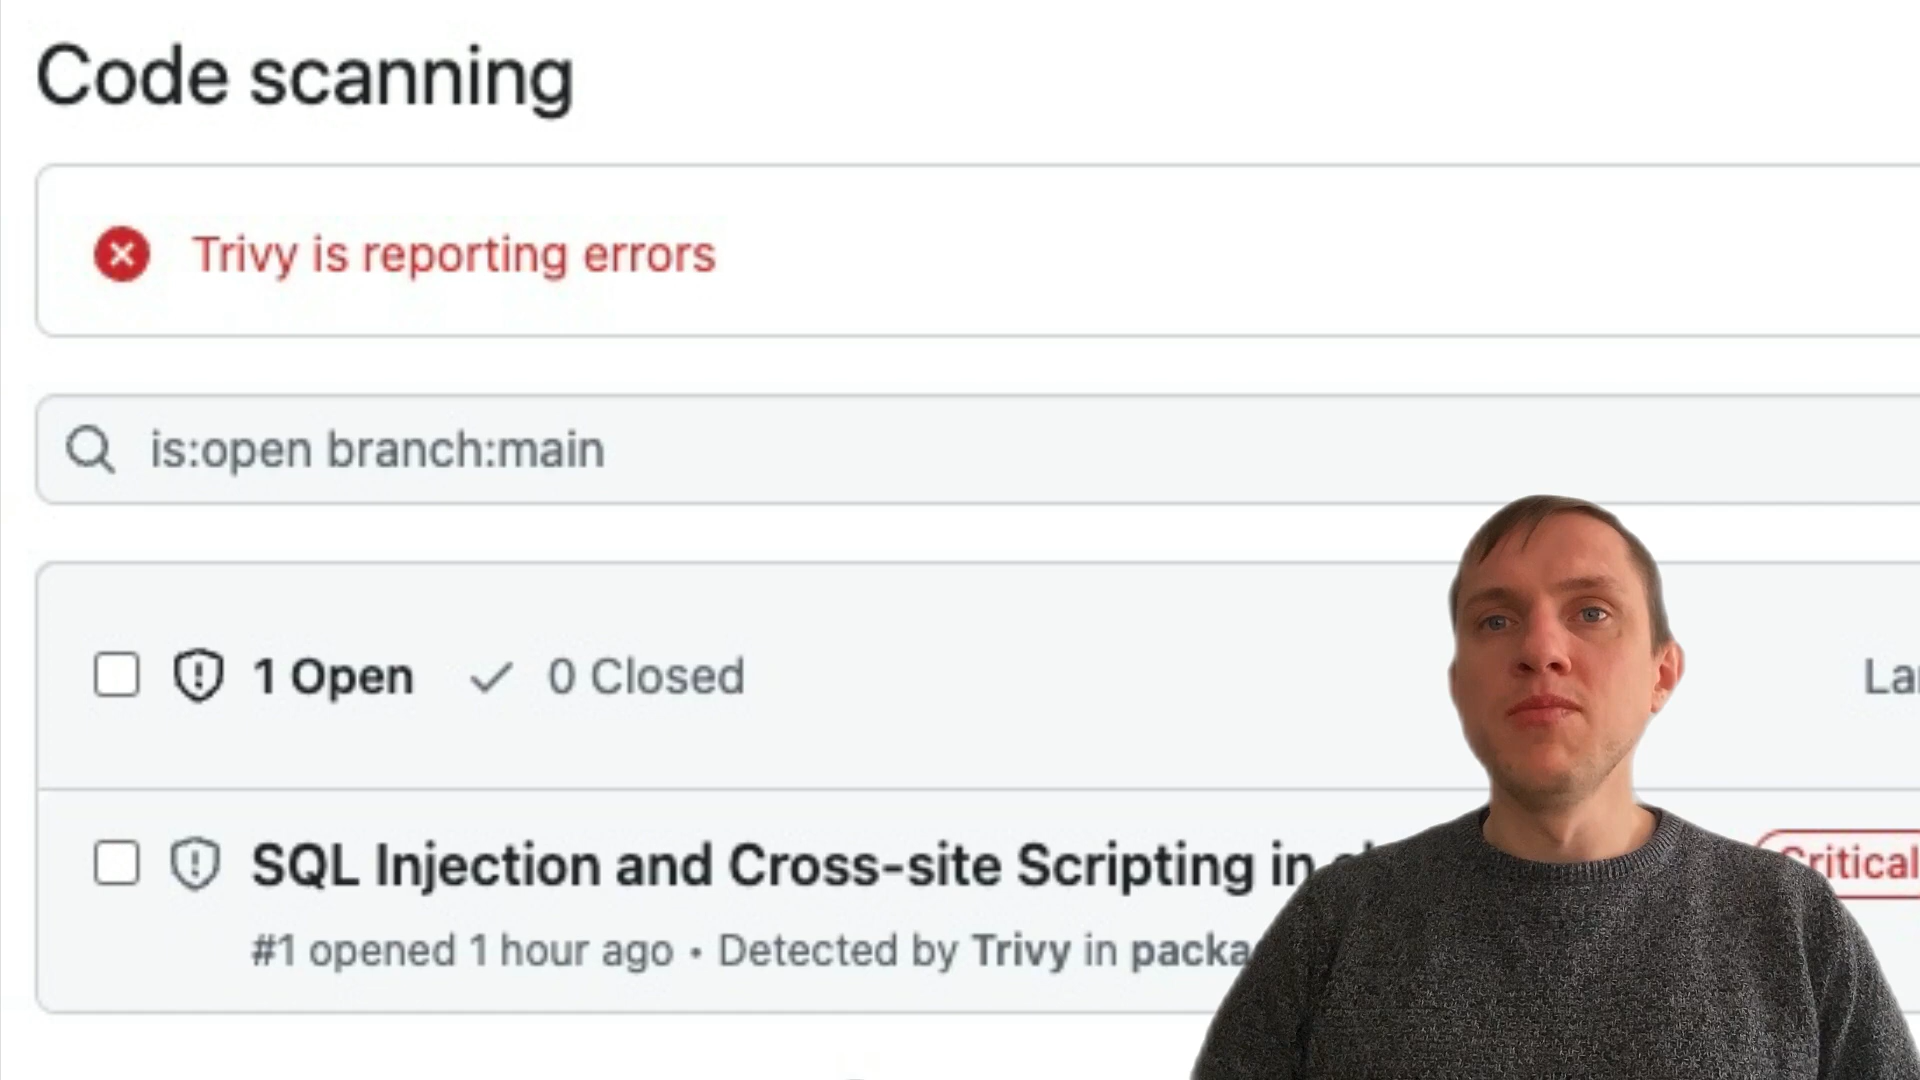 Code scanning
Trivy is reporting errors
is:open branch:main
1 Open 0 Closed
SQL Injection and Cross-site Scripting in
Critical
#1 opened 1 hour ago • Detected by Trivy in